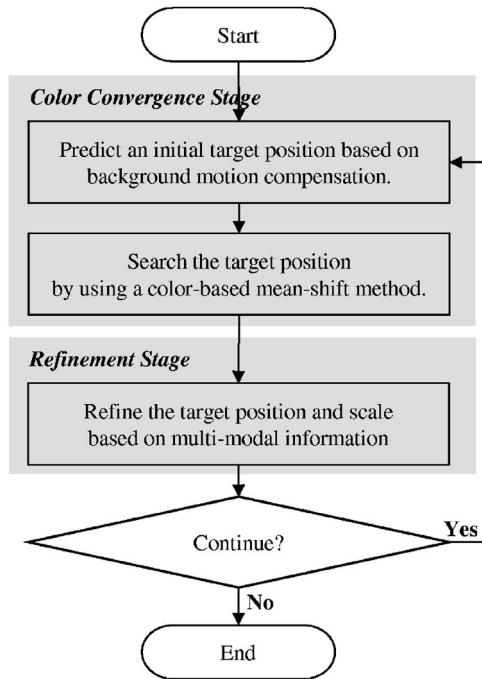 Start
Color Convergence Stage
Predict an initial target position based on
background motion compensation.
Search the target position
by using a color-based mean-shift method.
Refinement Stage
Refine the target position and scale
based on multi-modal information
Continue?
Yes
No
End